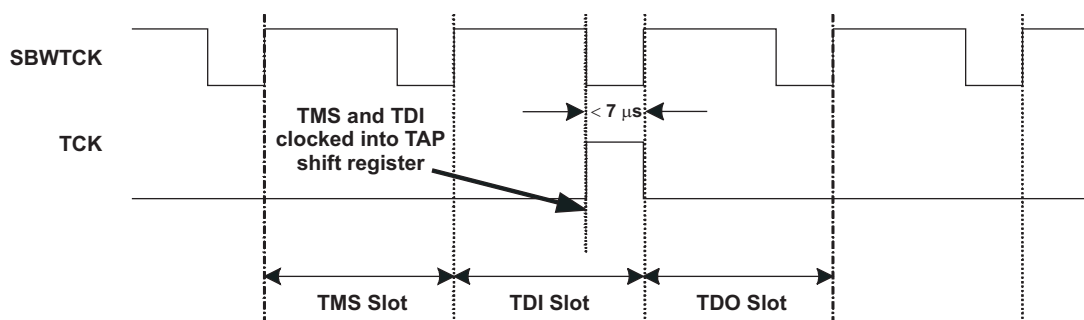 SBWTCK
< 7 μs
TMS and TDI
clocked into TAP
shift register
TCK
TMS Slot
TDI Slot
TDO Slot